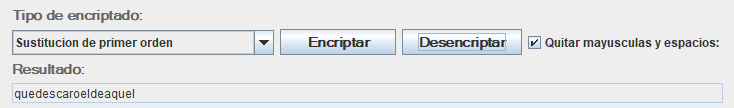 Tipo de encriptado:
Sustitucion de primer orden Encriptar Desencriptar Quitar mayusculas y espacios:
Resultado:
quedescaroeldeaquel